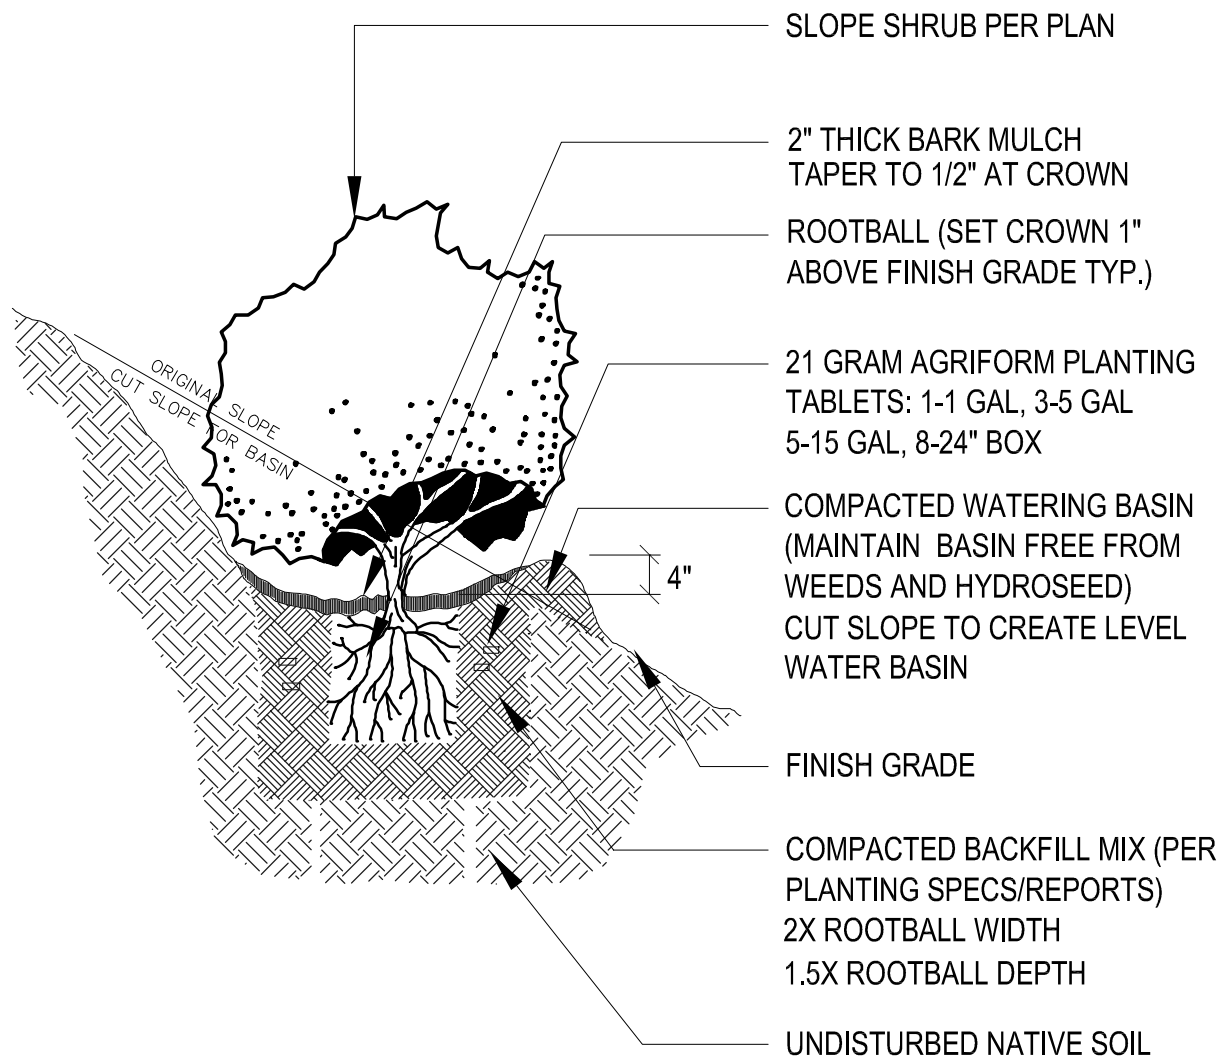 SLOPE SHRUB PER PLAN
2" THICK BARK MULCH
TAPER TO 1/2" AT CROWN
ROOTBALL (SET CROWN 1"
ABOVE FINISH GRADE TYP.)
21 GRAM AGRIFORM PLANTING
TABLETS: 1-1 GAL, 3-5 GAL
5-15 GAL, 8-24" BOX
COMPACTED WATERING BASIN
(MAINTAIN BASIN FREE FROM
WEEDS AND HYDROSEED)
CUT SLOPE TO CREATE LEVEL
WATER BASIN
FINISH GRADE
COMPACTED BACKFILL MIX (PER
PLANTING SPECS/REPORTS)
2X ROOTBALL WIDTH
1.5X ROOTBALL DEPTH
UNDISTURBED NATIVE SOIL
ORIGINAL SLOPE
CUT SLOPE FOR BASIN
4"